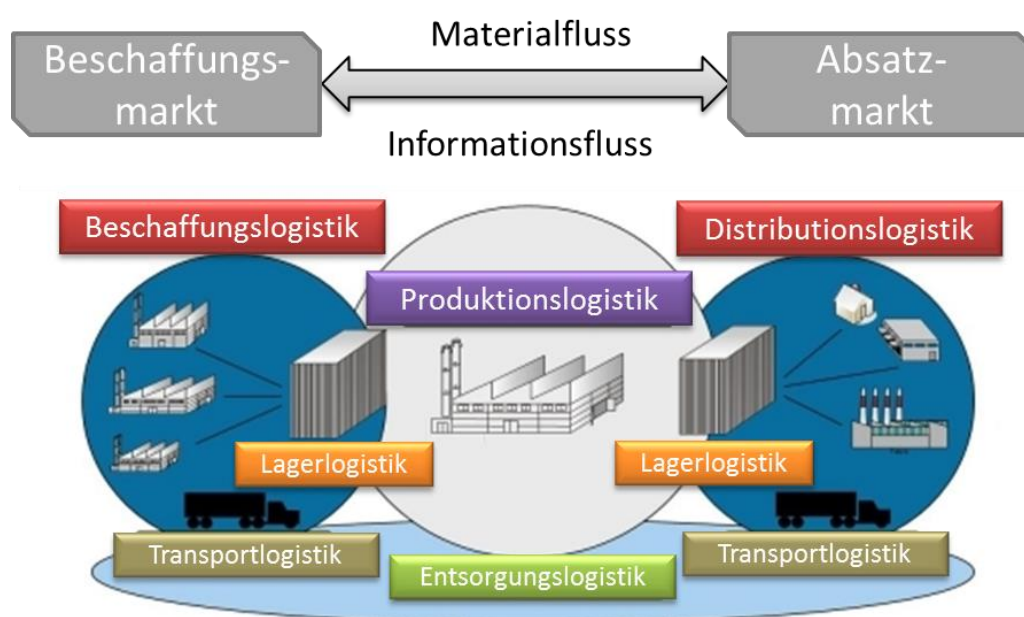 Materialfluss
Beschaffungs-
markt
Absatz-
markt
Informationsfluss
Beschaffungslogistik
Distributionslogistik
Produktionslogistik
Lagerlogistik
Lagerlogistik
Transportlogistik
Transportlogistik
Entsorgungslogistik